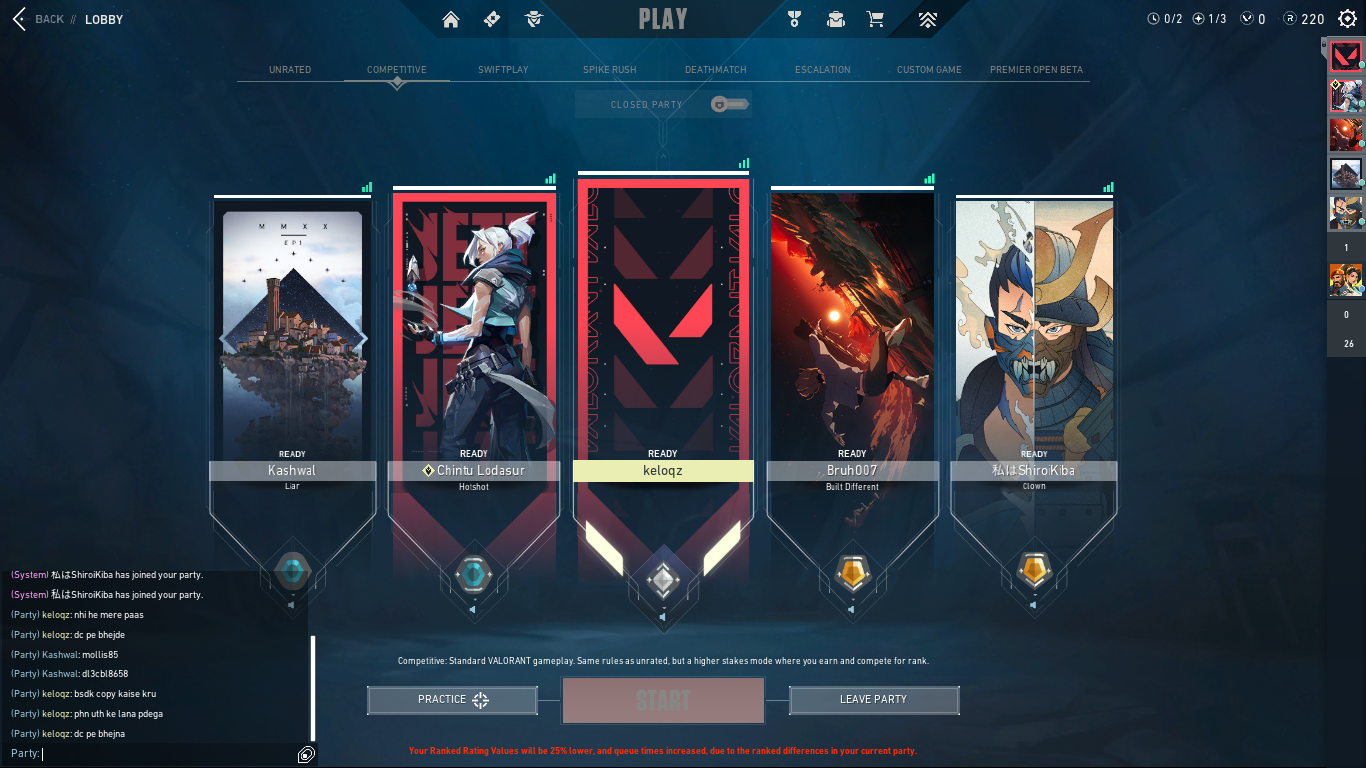 BACK // LOBBY
PLAY
0/2 1/3 0 220
UNRATED COMPETITIVE SWIFTPLAY SPIKE RUSH DEATHMATCH ESCALATION CUSTOM GAME PREMIER OPEN BETA
CLOSED PARTY
M M X X
EP1
JETT
VALORANT
1
0
26
READY READY READY READY READY
Kashwal Chintu Lodasur keloqz Bruh007 私はShiroiKiba
Liar Hotshot Built Different Clown
(System) 私はShiroiKiba has joined your party.
(System) 私はShiroiKiba has joined your party.
(Party) keloqz: nhi he mere paas
(Party) keloqz: dc pe bhejde
(Party) Kashwal: mollis85
(Party) Kashwal: dl3cbl8658
(Party) keloqz: bsdk copy kaise kru
(Party) keloqz: phn uth ke lana pdega
(Party) keloqz: dc pe bhejna
Party:
Competitive: Standard VALORANT gameplay. Same rules as unrated, but a higher stakes mode where you earn and compete for rank.
PRACTICE START LEAVE PARTY
Your Ranked Rating Values will be 25% lower, and queue times increased, due to the ranked differences in your current party.